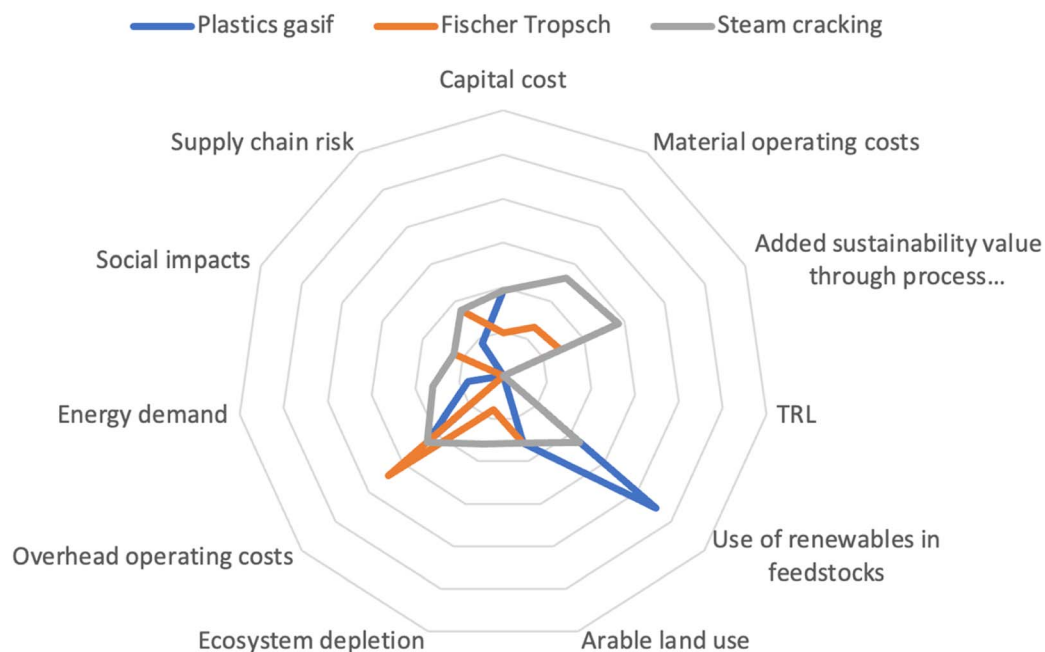 Plastics gasif
Fischer Tropsch
Steam cracking
Capital cost
Supply chain risk
Material operating costs
Social impacts
Added sustainability value
through process...
Energy demand
TRL
Overhead operating costs
Use of renewables in
feedstocks
Ecosystem depletion
Arable land use